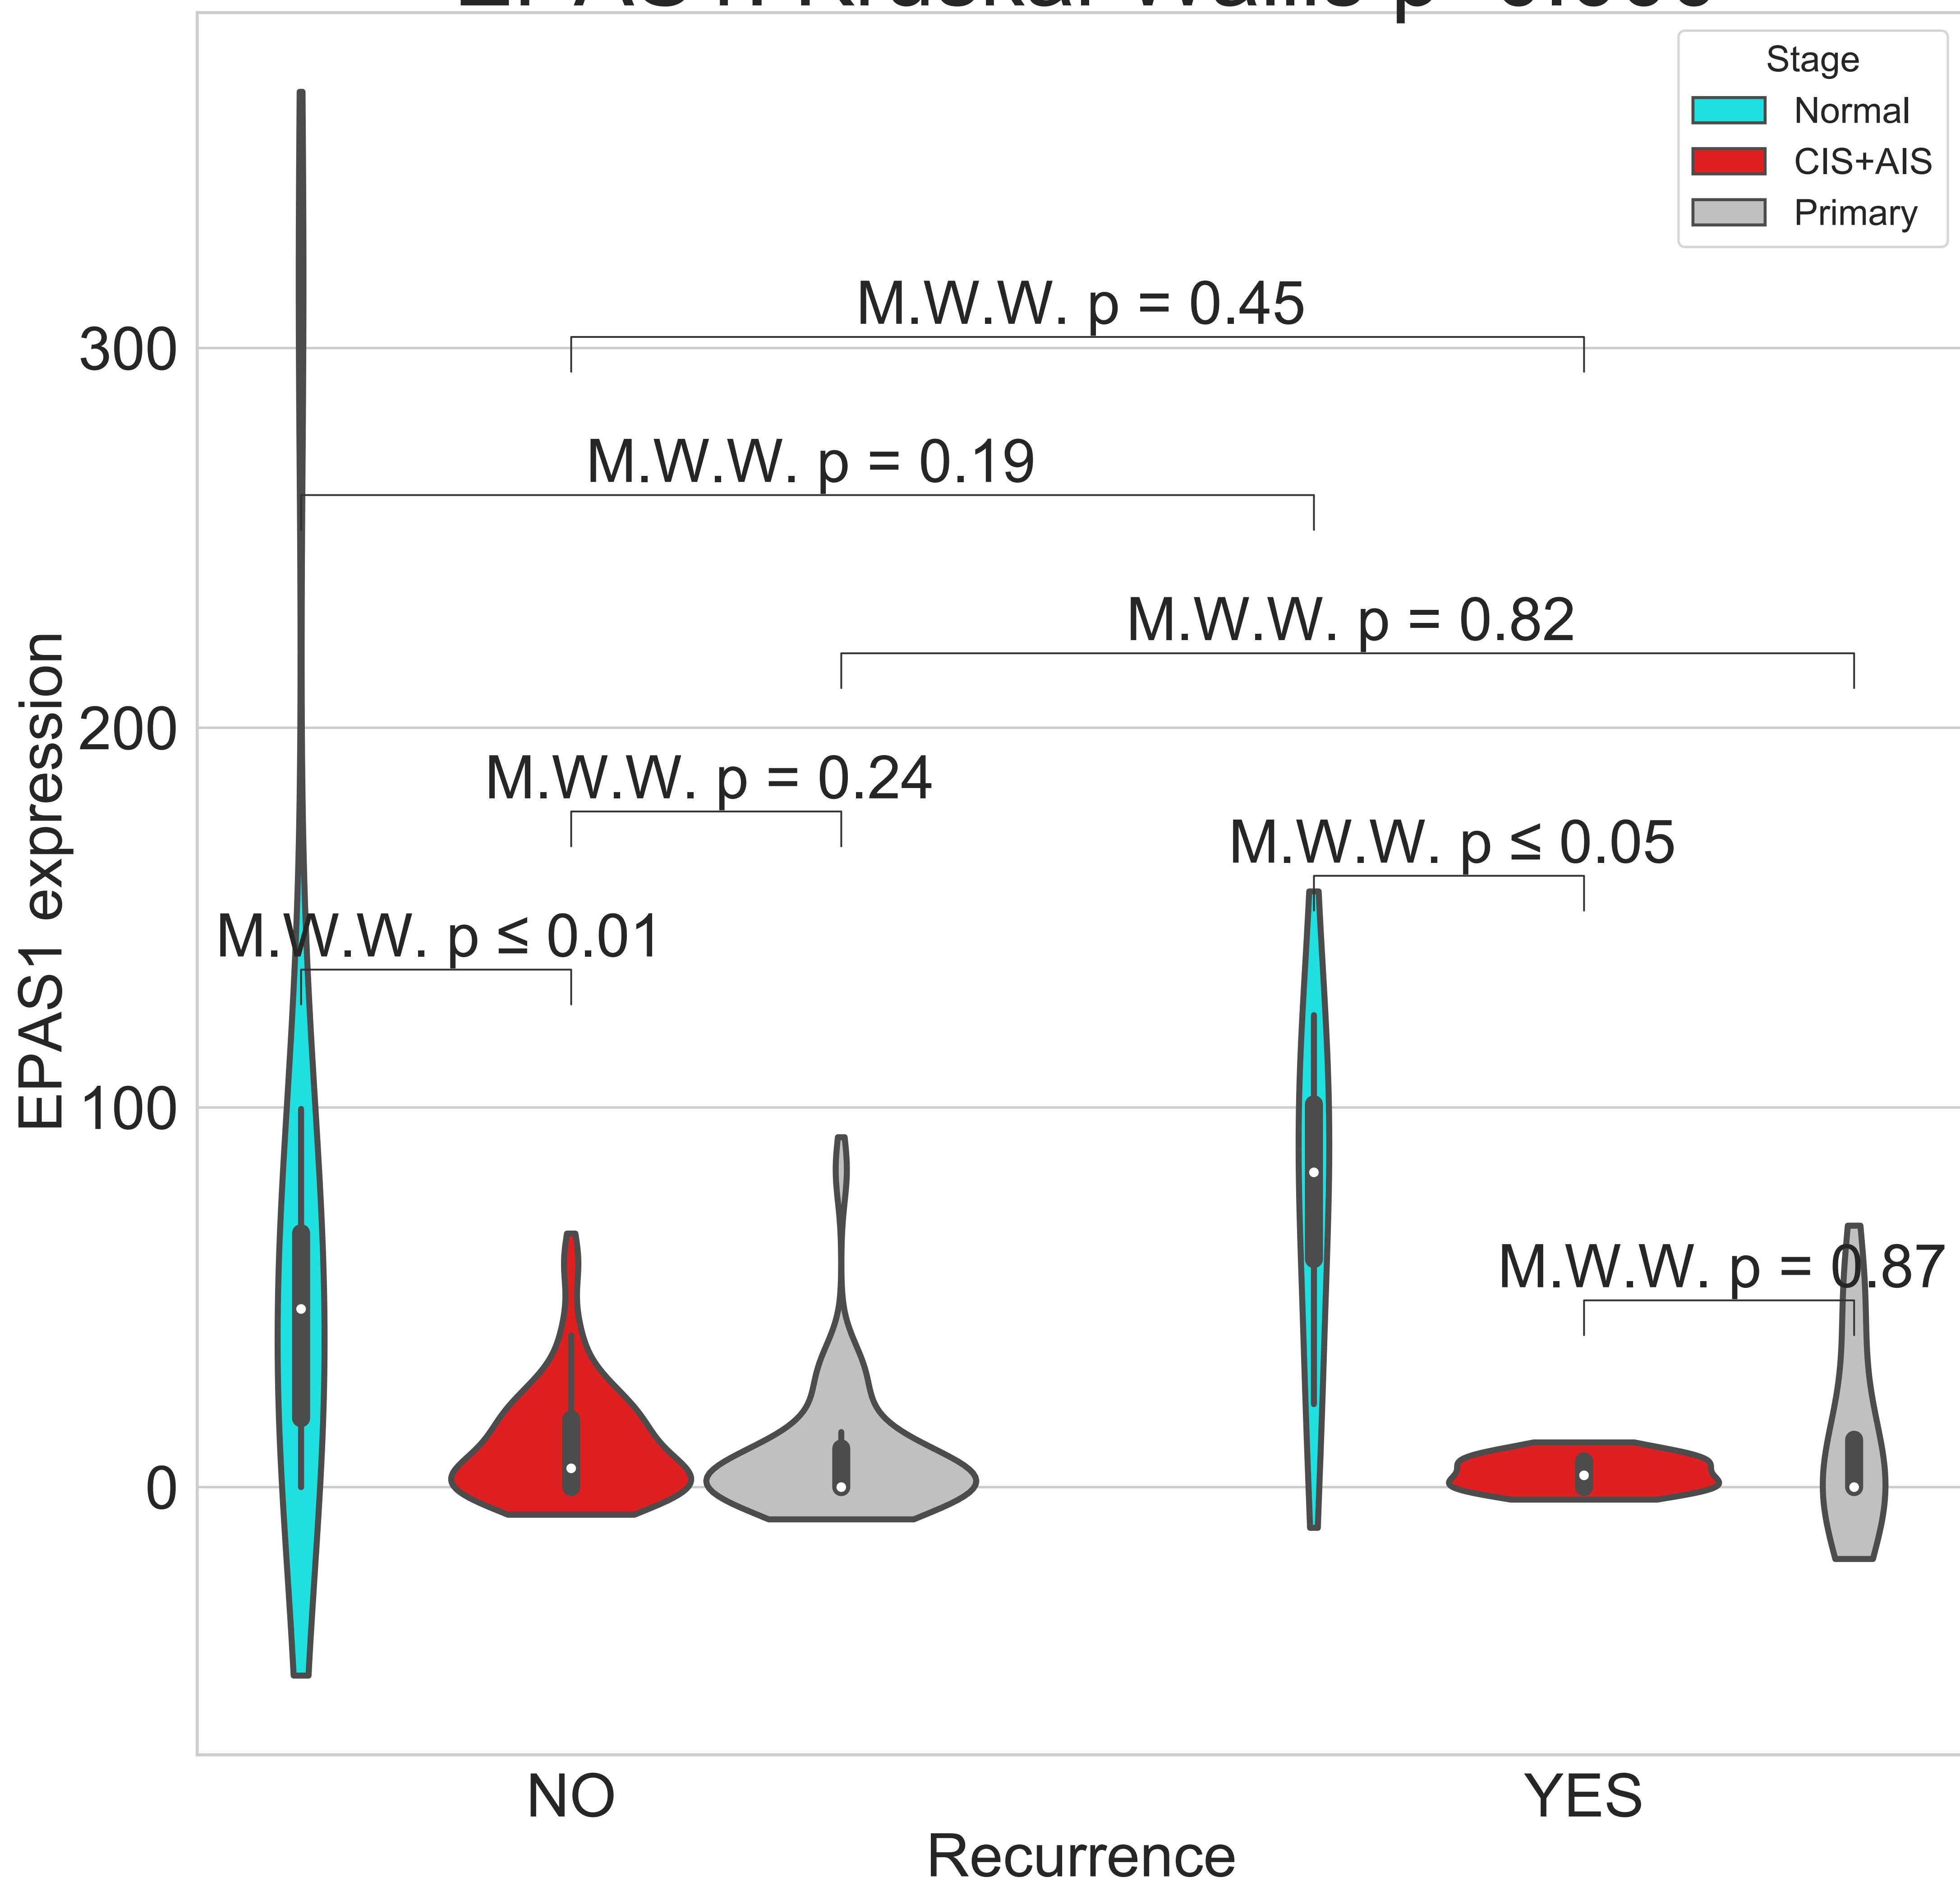 Stage
Normal
CIS+AIS
Primary
M.W.W. p = 0.45
300
M.W.W. p = 0.19
M.W.W. p = 0.82
200
M.W.W. p = 0.24
M.W.W. p ≤ 0.05
M.W.W. p ≤ 0.01
EPAS1 expression
100
M.W.W. p = 0.87
0
NO
YES
Recurrence